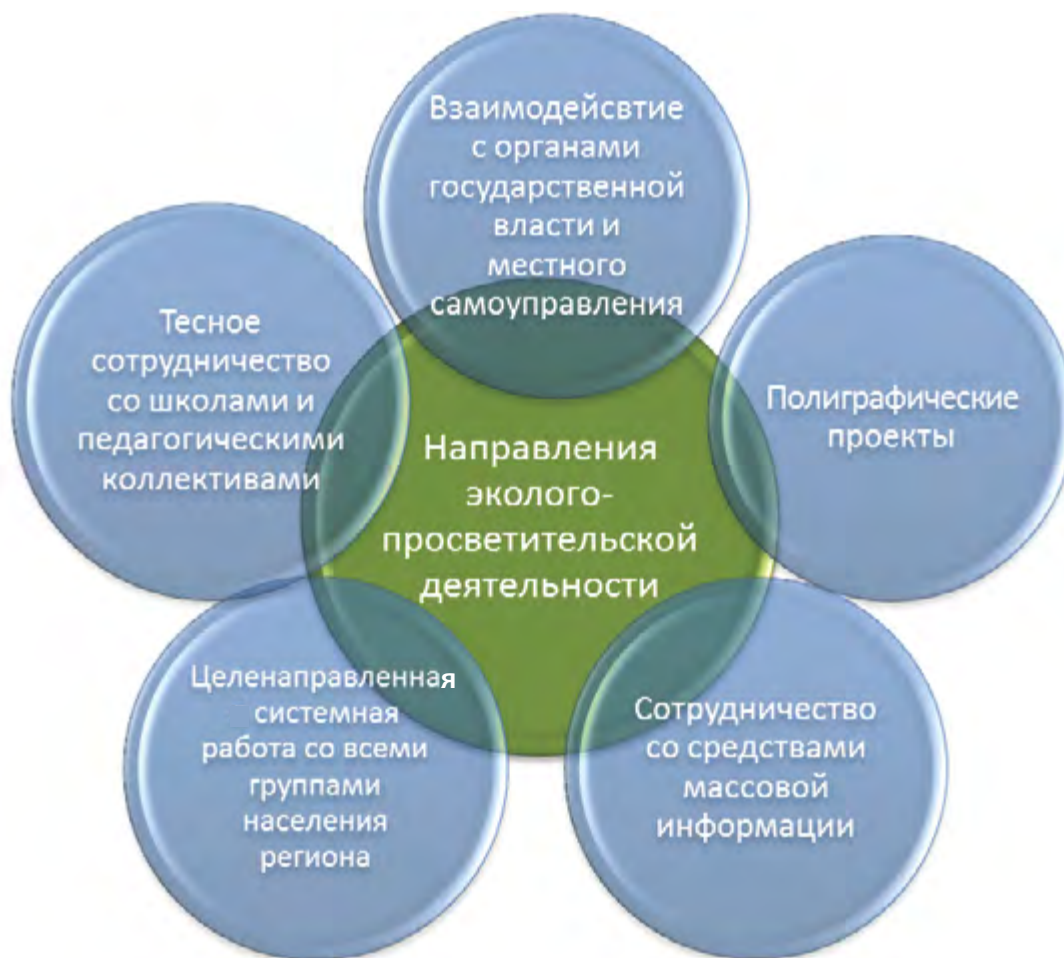 Взаимодейсвтие
с органами
государственной
власти и
местного
самоуправления
Тесное
сотрудничество
со школами и
педагогическими
коллективами
Полиграфические
проекты
Направления
эколого-
просветительской
деятельности
Целенаправленная
системная
работа со всеми
группами
населения
региона
Сотрудничество
со средствами
массовой
информации